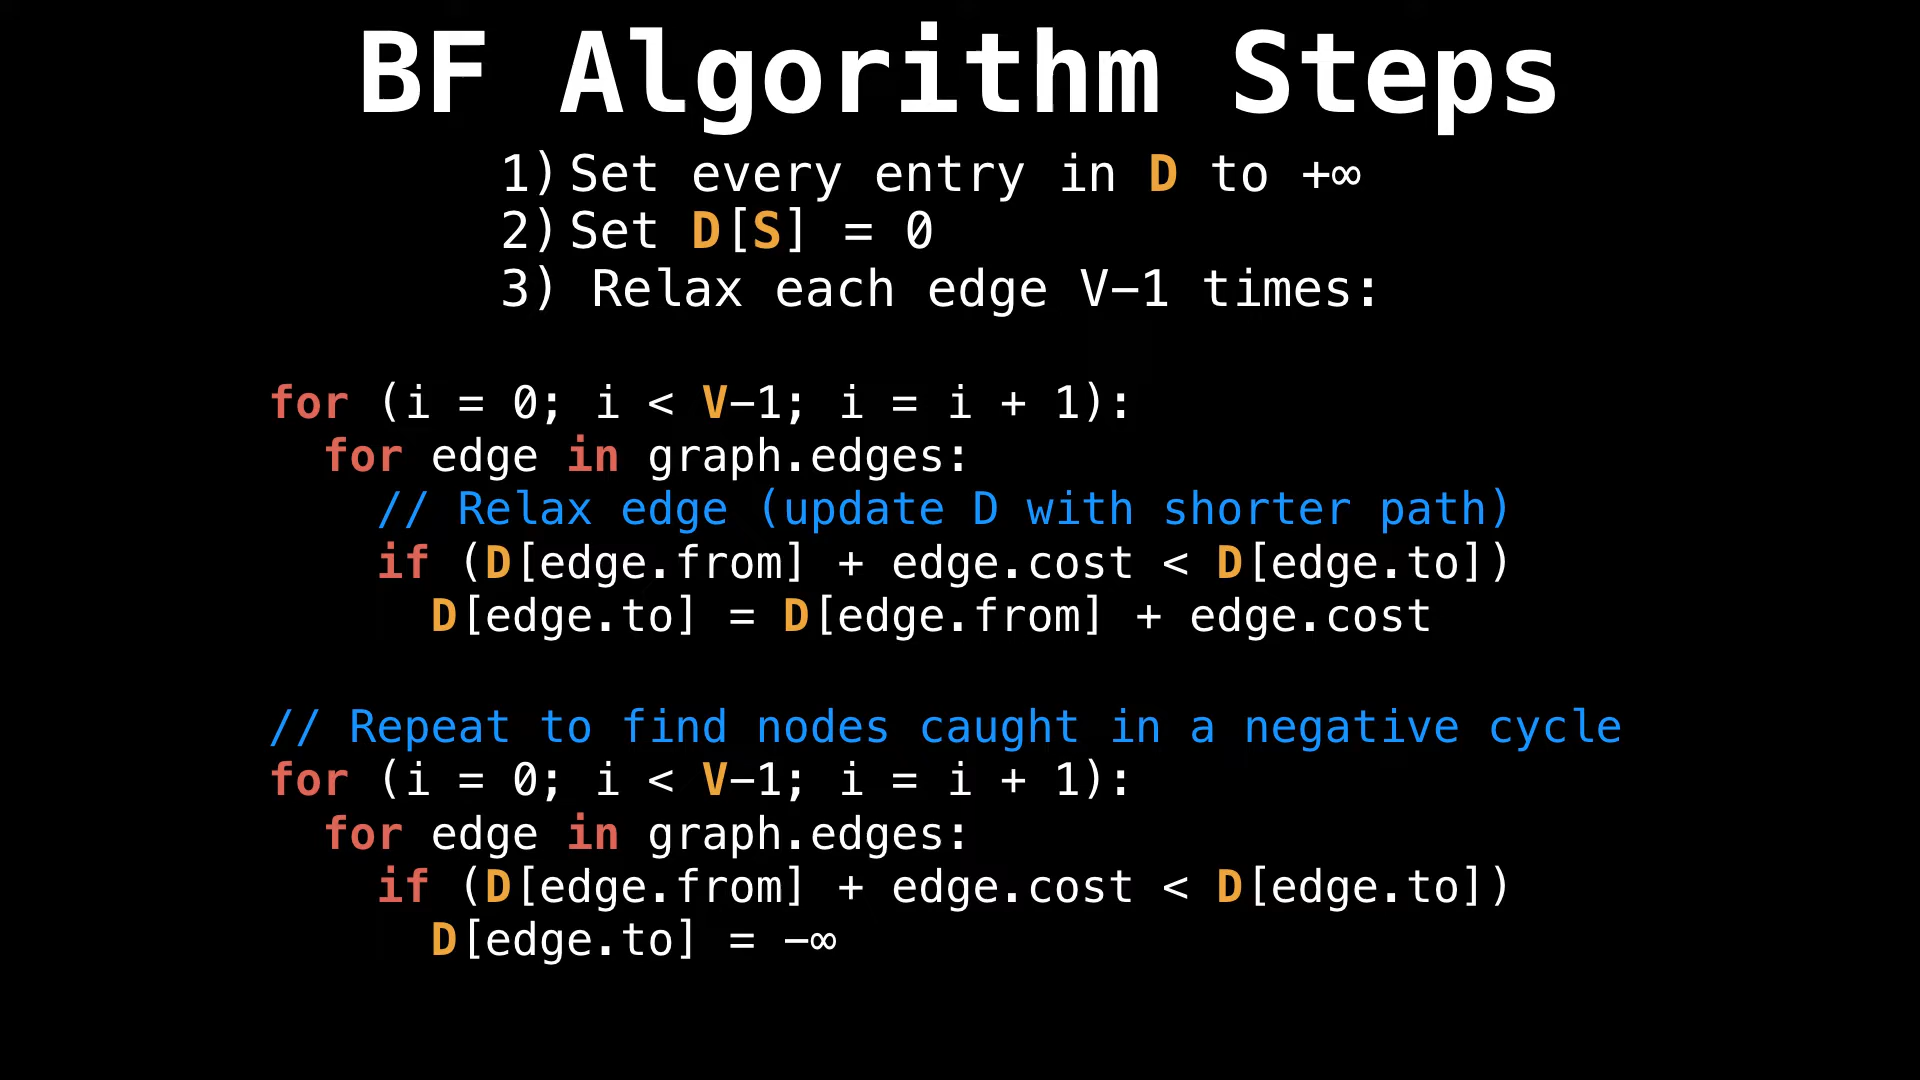 BF Algorithm Steps
1) Set every entry in D to +∞
2) Set D[S] = 0
3) Relax each edge V-1 times:
for (i = 0; i < V-1; i = i + 1):
for edge in graph.edges:
// Relax edge (update D with shorter path)
if (D[edge.from] + edge.cost < D[edge.to])
D[edge.to] = D[edge.from] + edge.cost
// Repeat to find nodes caught in a negative cycle
for (i = 0; i < V-1; i = i + 1):
for edge in graph.edges:
if (D[edge.from] + edge.cost < D[edge.to])
D[edge.to] = -∞